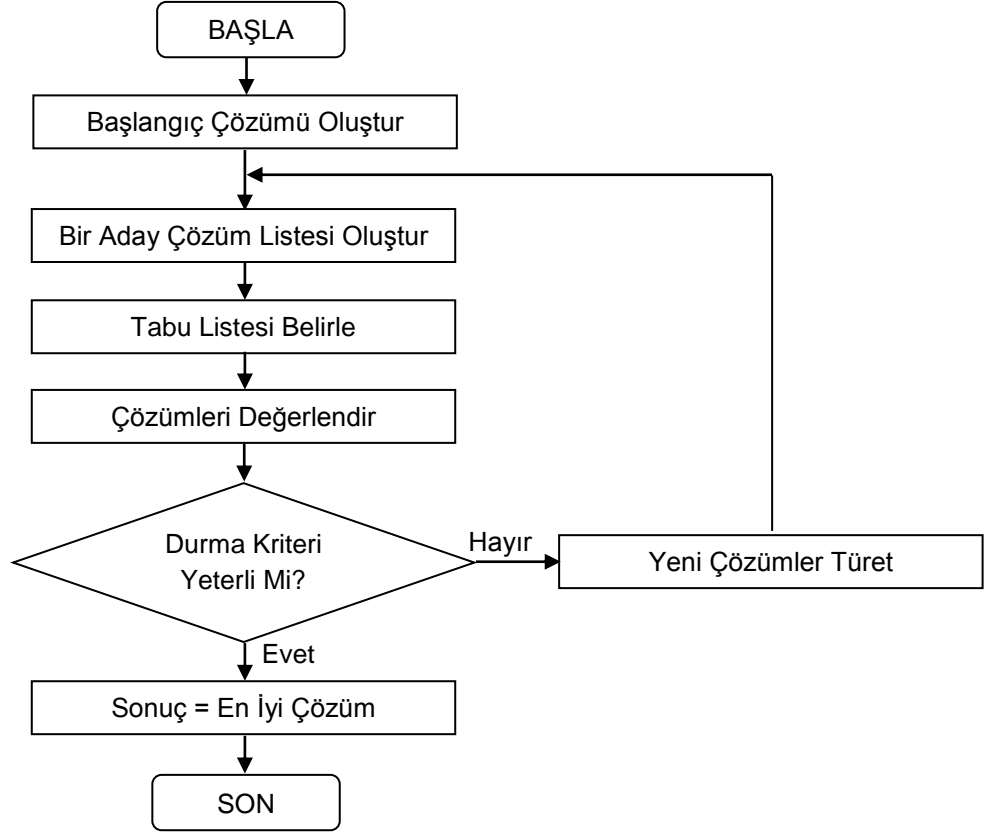 BAŞLA
Başlangıç Çözümü Oluştur
Bir Aday Çözüm Listesi Oluştur
Tabu Listesi Belirle
Çözümleri Değerlendir
Durma Kriteri
Yeterli Mi?
Hayır
Yeni Çözümler Türet
Evet
Sonuç = En İyi Çözüm
SON